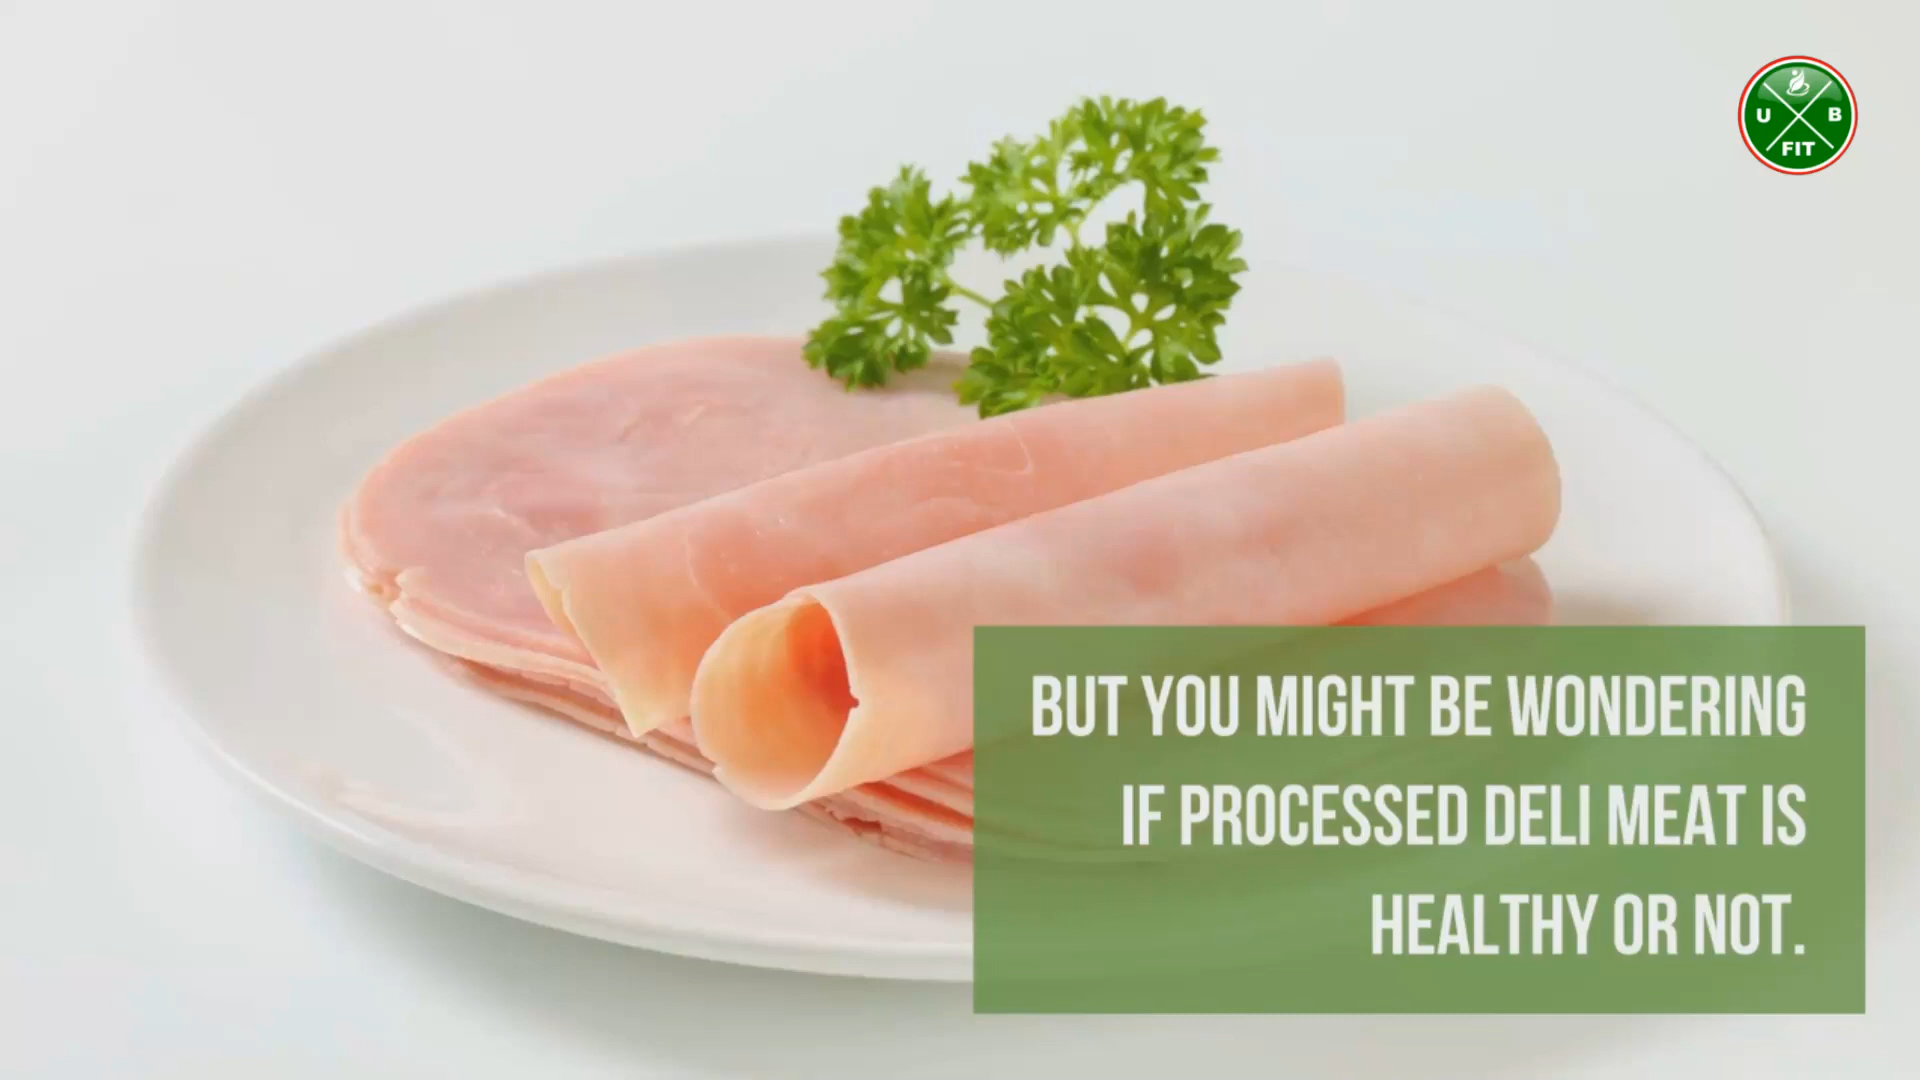 U B
FIT
BUT YOU MIGHT BE WONDERING
IF PROCESSED DELI MEAT IS
HEALTHY OR NOT.